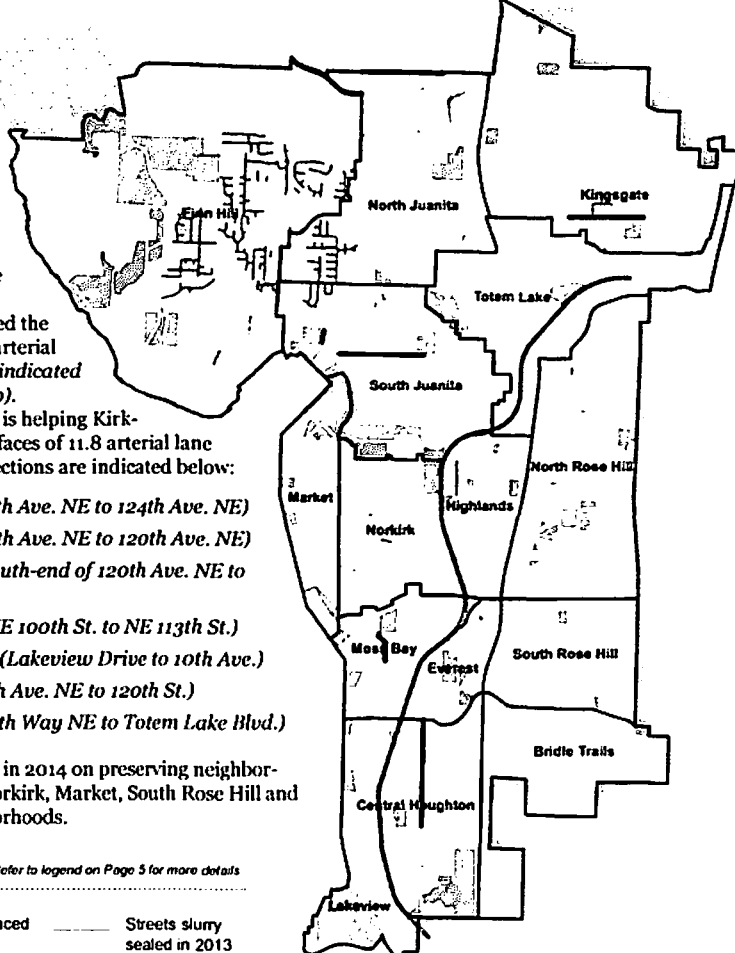 ed the
arterial
indicated
).
is helping Kirk-
faces of 11.8 arterial lane
ections are indicated below:
th Ave. NE to 124th Ave. NE)
th Ave. NE to 120th Ave. NE)
uth-end of 120th Ave. NE to
E 100th St. to NE 113th St.)
(Lakeview Drive to 10th Ave.)
h Ave. NE to 120th St.)
th Way NE to Totem Lake Blvd.)
in 2014 on preserving neighbor-
orkirk, Market, South Rose Hill and
orhoods.
Refer to legend on Page 5 for more details
nced
Streets slurry
sealed in 2013
Finn Hill
North Juanita
Kingsgate
Totem Lake
South Juanita
Market
Norkirk
Highlands
North Rose Hill
Moss Bay
Everest
South Rose Hill
Bridle Trails
Central Houghton
Lakeview